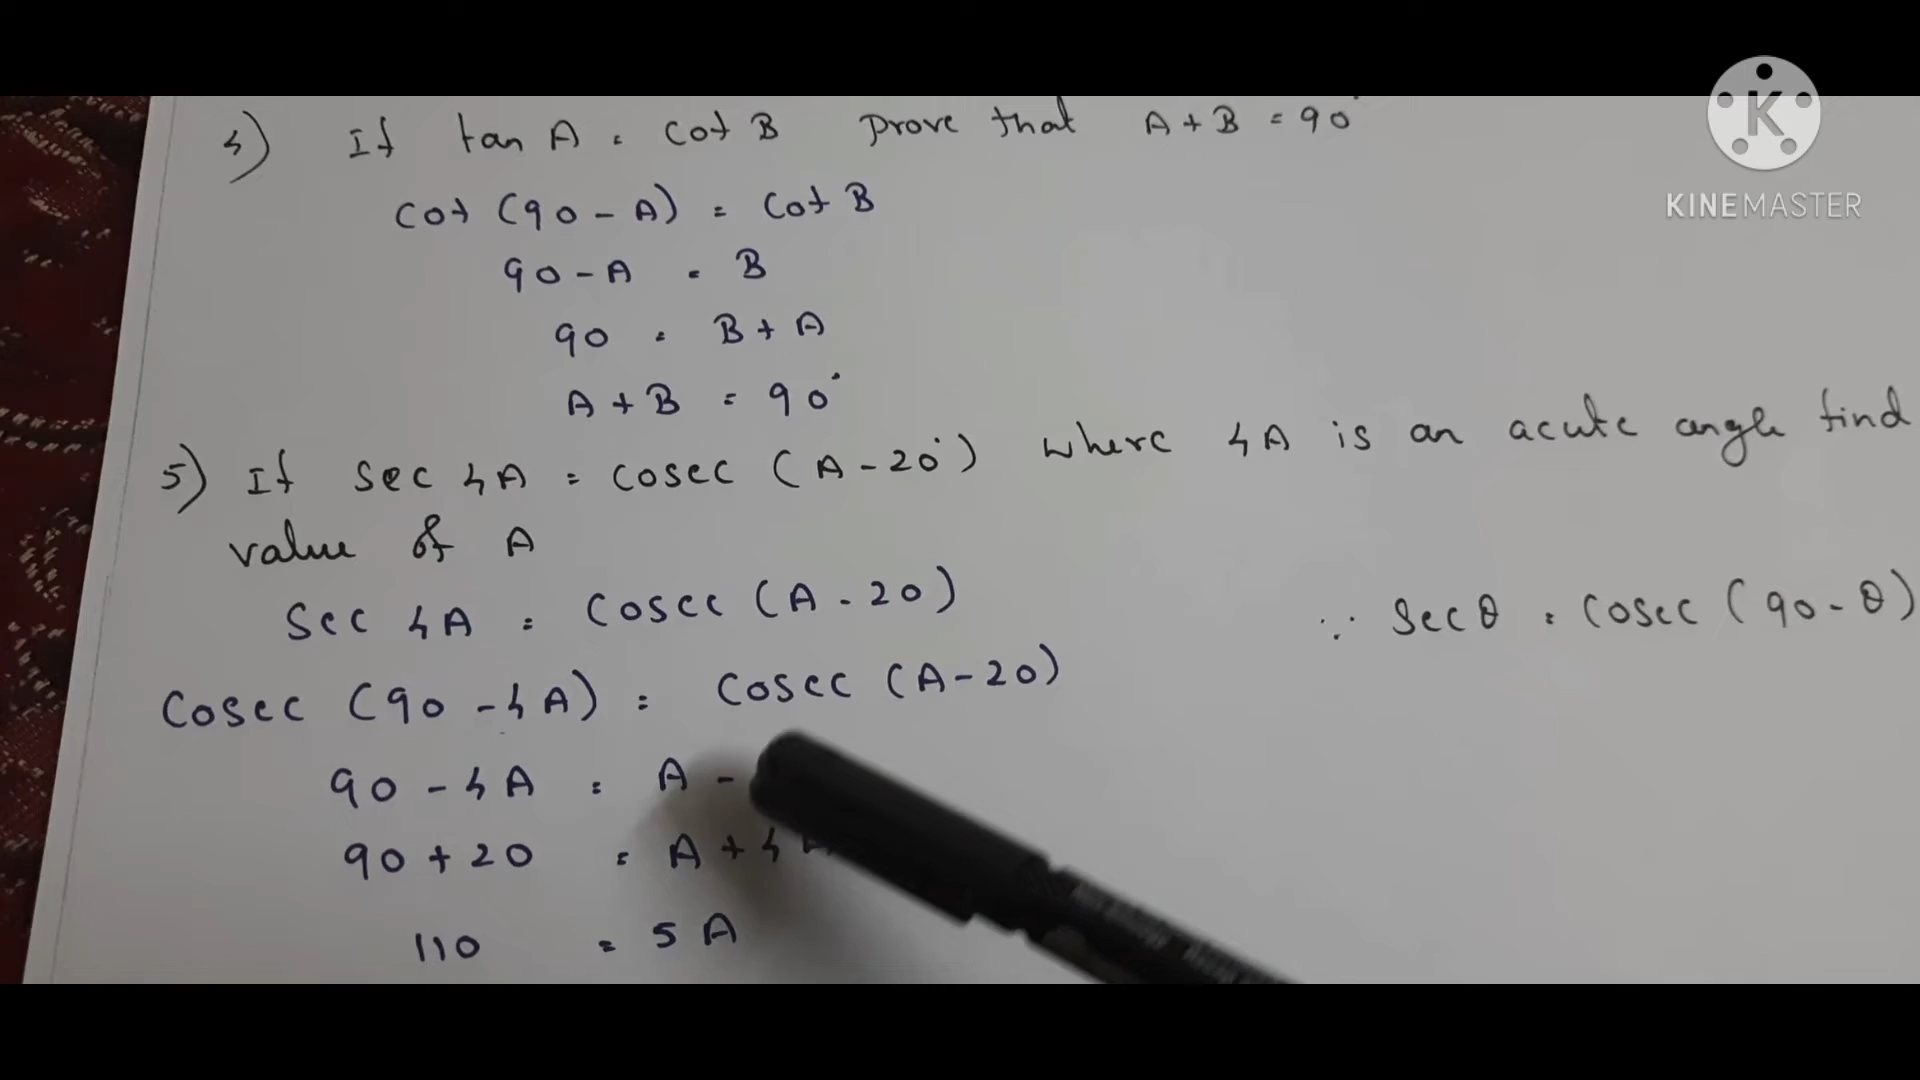 4) If tan A = cot B prove that A + B = 90°
cot (90 - A) = cot B
90 - A = B
90 = B + A
A + B = 90°
5) If sec 4A = cosec (A - 20°) where 4A is an acute angle find
value of A
sec 4A = cosec (A - 20)
∵ sec θ = cosec (90 - θ)
cosec (90 - 4A) = cosec (A - 20)
90 - 4A = A -
90 + 20 = A + 4A
110 = 5A
K
KINEMASTER